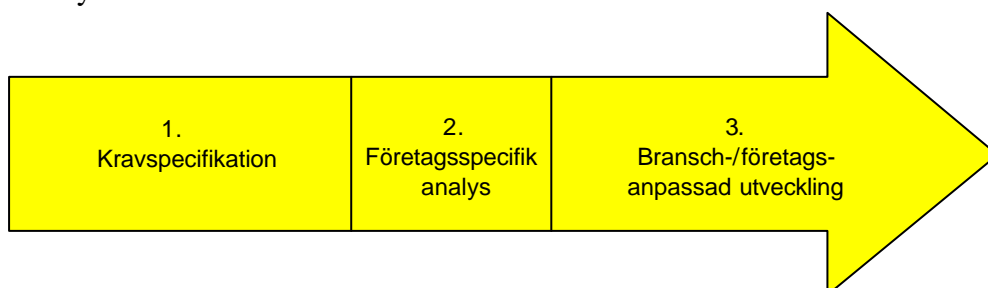 1.
Kravspecifikation
2.
Företagsspecifik
analys
3.
Bransch-/företags-
anpassad utveckling